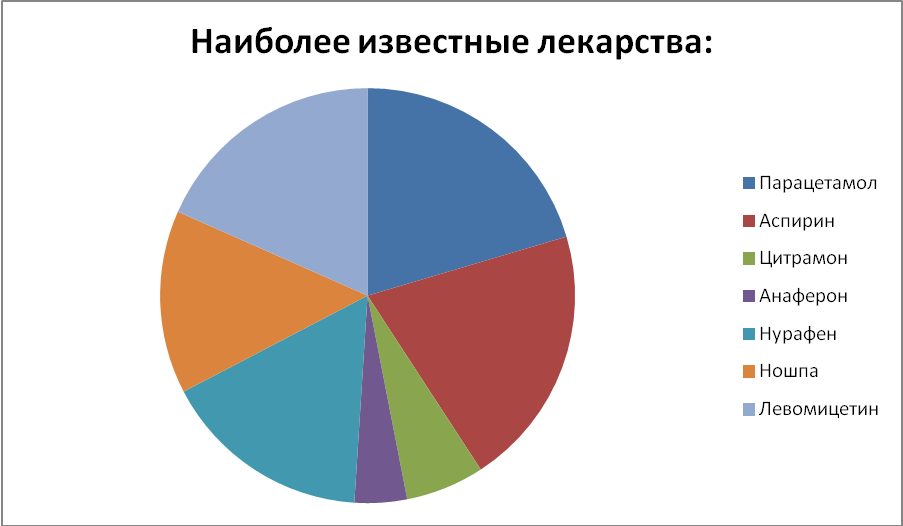 Наиболее известные лекарства:
Парацетамол
Аспирин
Цитрамон
Анаферон
Нурафен
Ношпа
Левомицетин